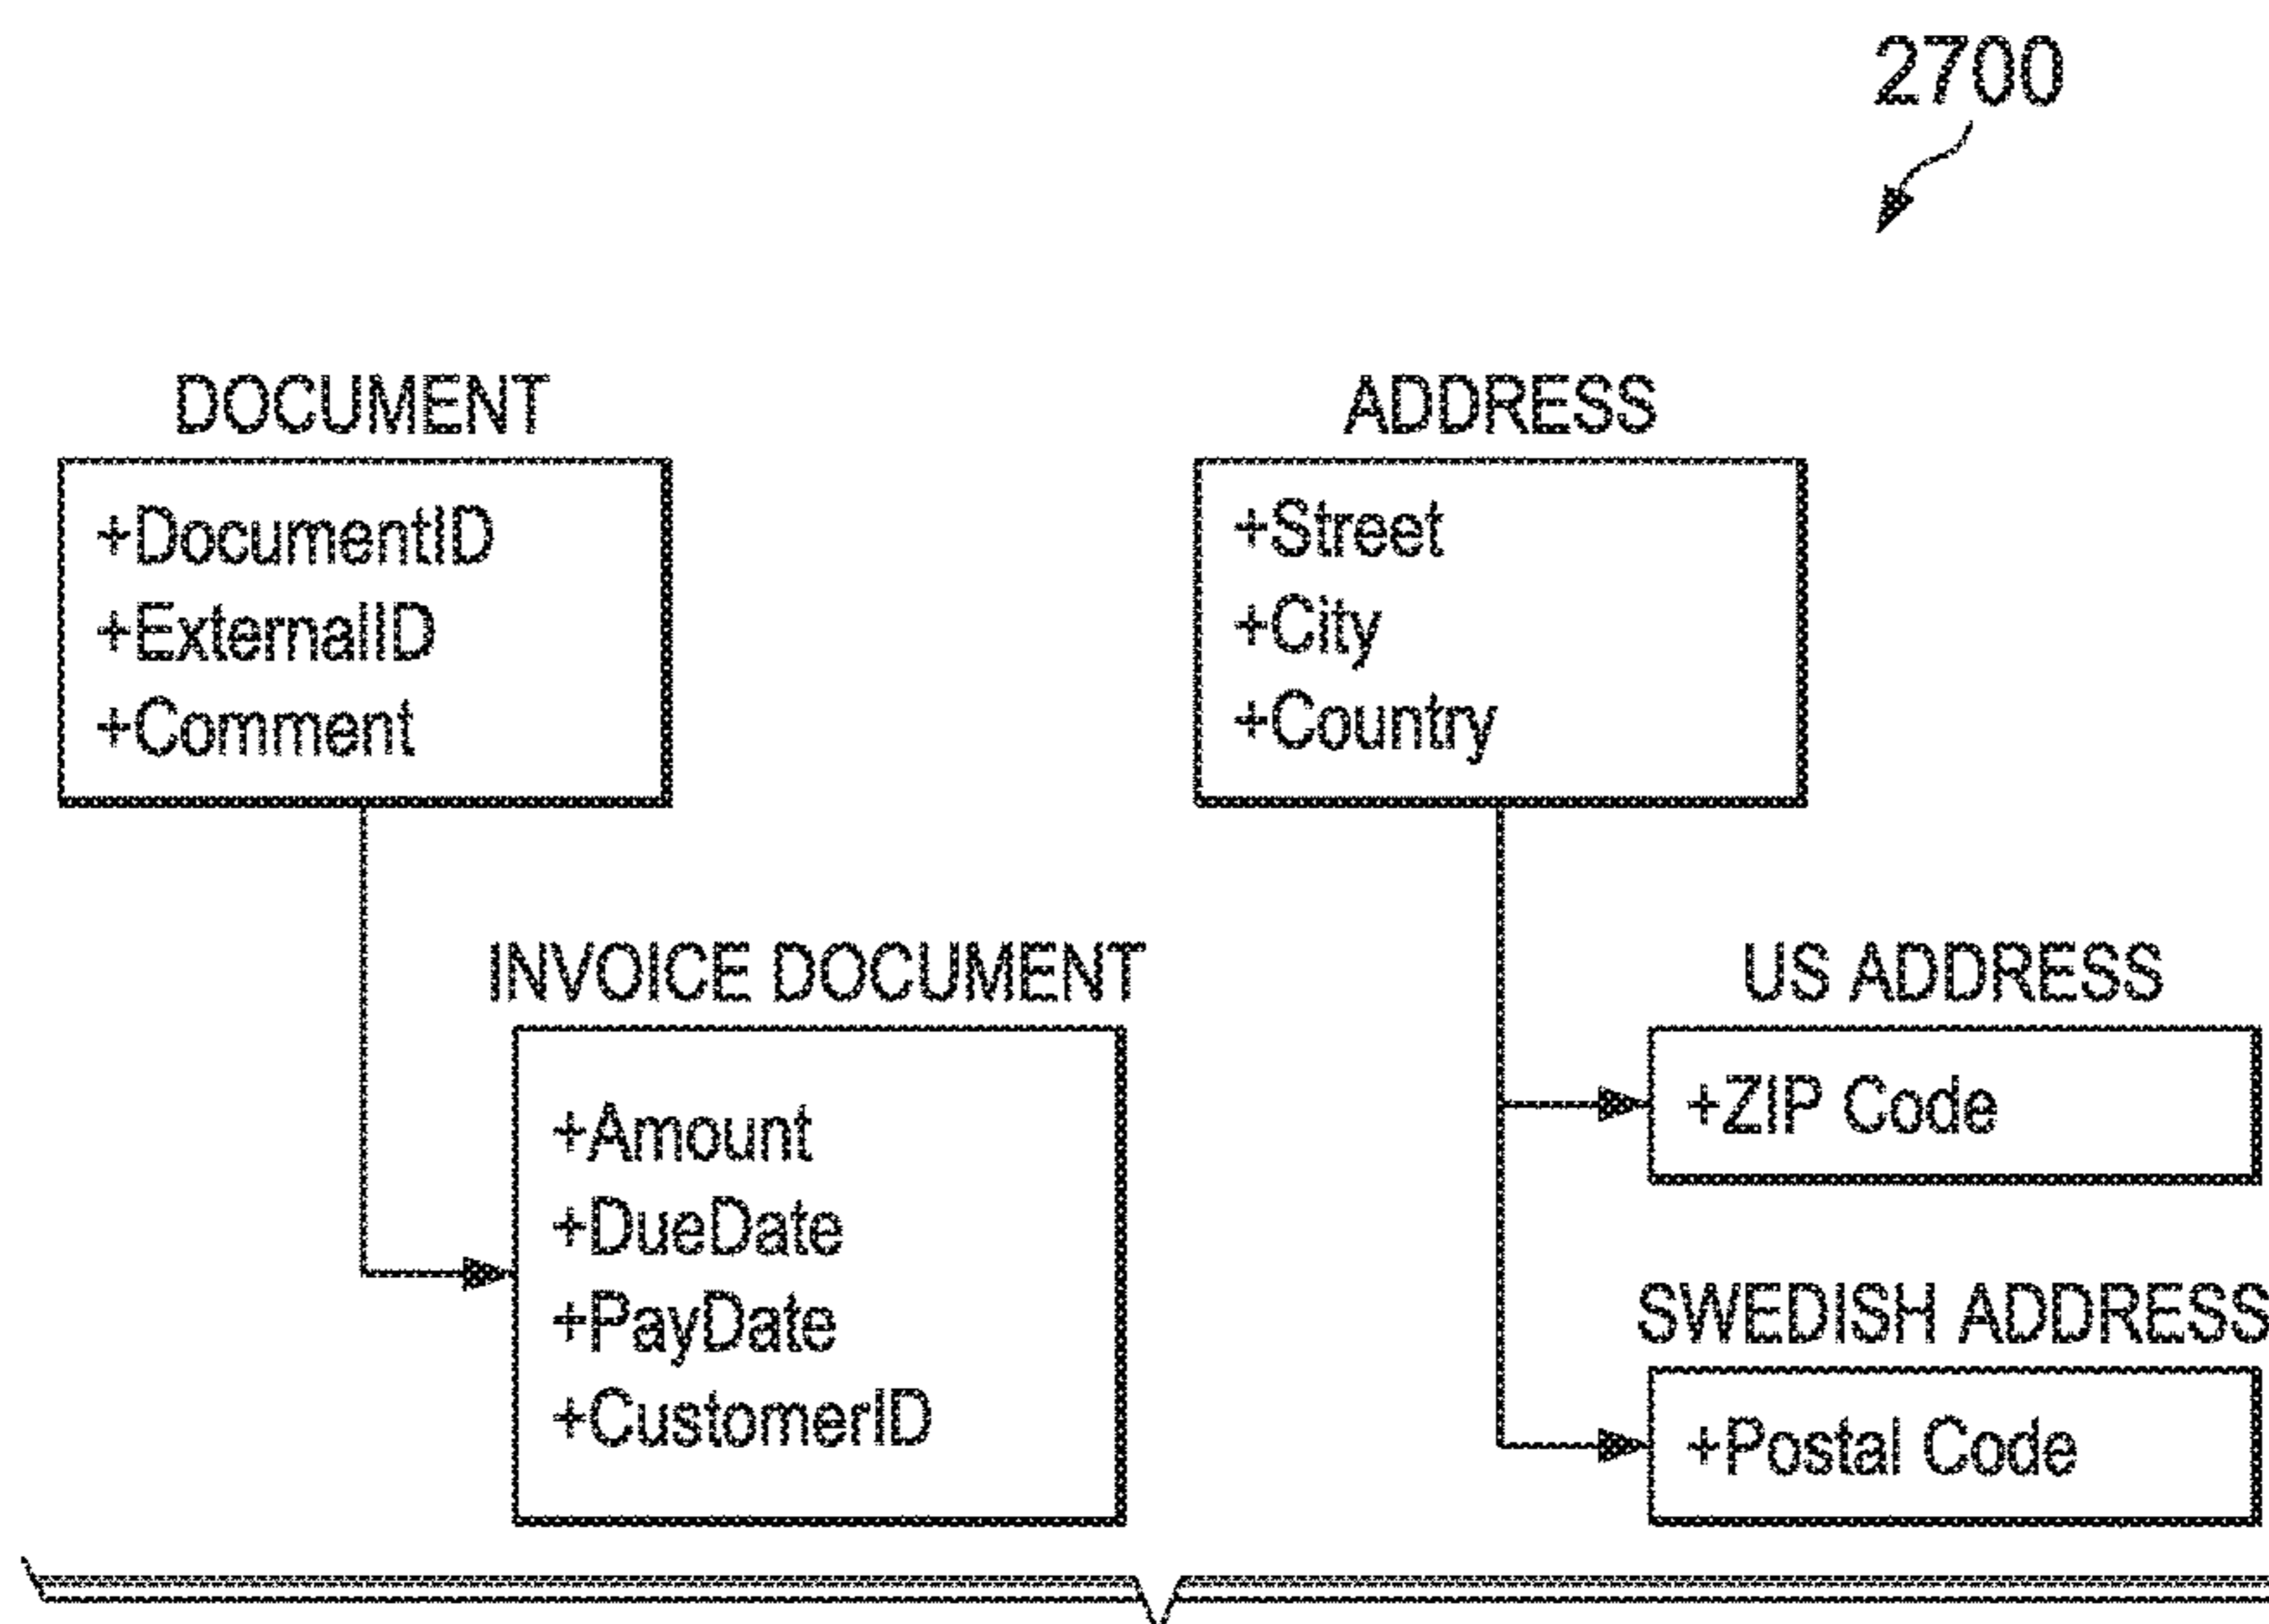 2700
DOCUMENT
+DocumentID
+ExternalID
+Comment
ADDRESS
+Street
+City
+Country
INVOICE DOCUMENT
+Amount
+DueDate
+PayDate
+CustomerID
US ADDRESS
+ZIP Code
SWEDISH ADDRESS
+Postal Code